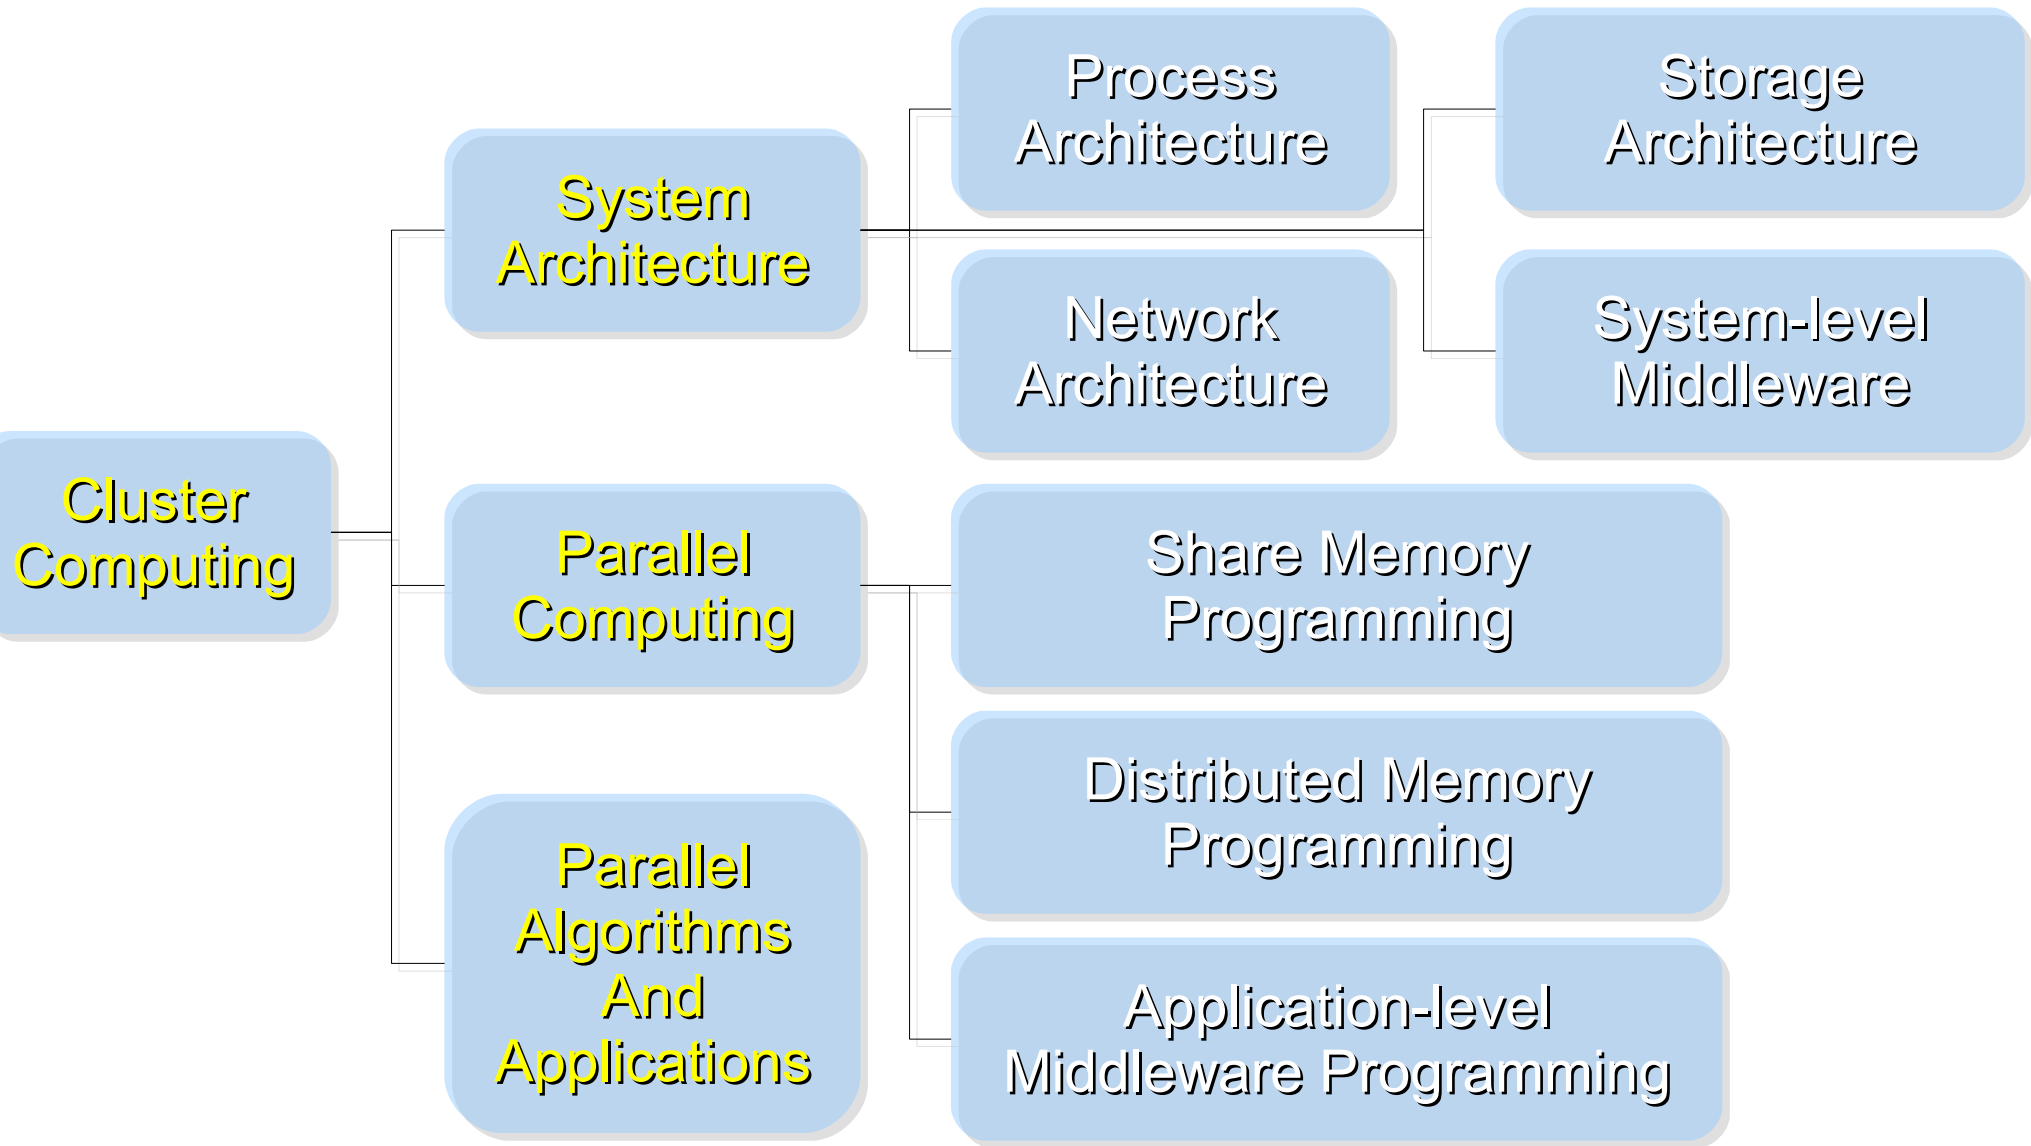 Cluster
Computing
System
Architecture
Process
Architecture
Storage
Architecture
Network
Architecture
System-level
Middleware
Parallel
Computing
Share Memory
Programming
Distributed Memory
Programming
Application-level
Middleware Programming
Parallel
Algorithms
And
Applications